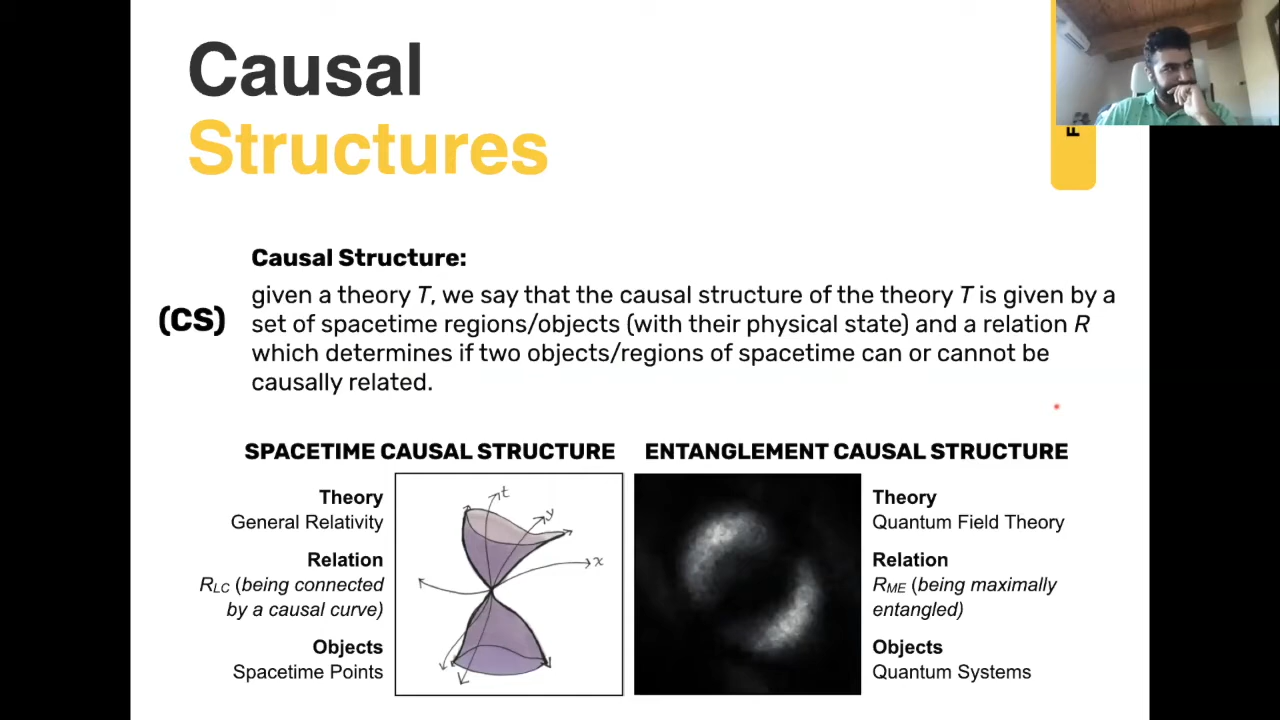 Causal
Structures
F
Causal Structure:
(CS)
given a theory T, we say that the causal structure of the theory T is given by a
set of spacetime regions/objects (with their physical state) and a relation R
which determines if two objects/regions of spacetime can or cannot be
causally related.
SPACETIME CAUSAL STRUCTURE
Theory
General Relativity
Relation
RLC (being connected
by a causal curve)
Objects
Spacetime Points
t
y
x
ENTANGLEMENT CAUSAL STRUCTURE
Theory
Quantum Field Theory
Relation
RME (being maximally
entangled)
Objects
Quantum Systems